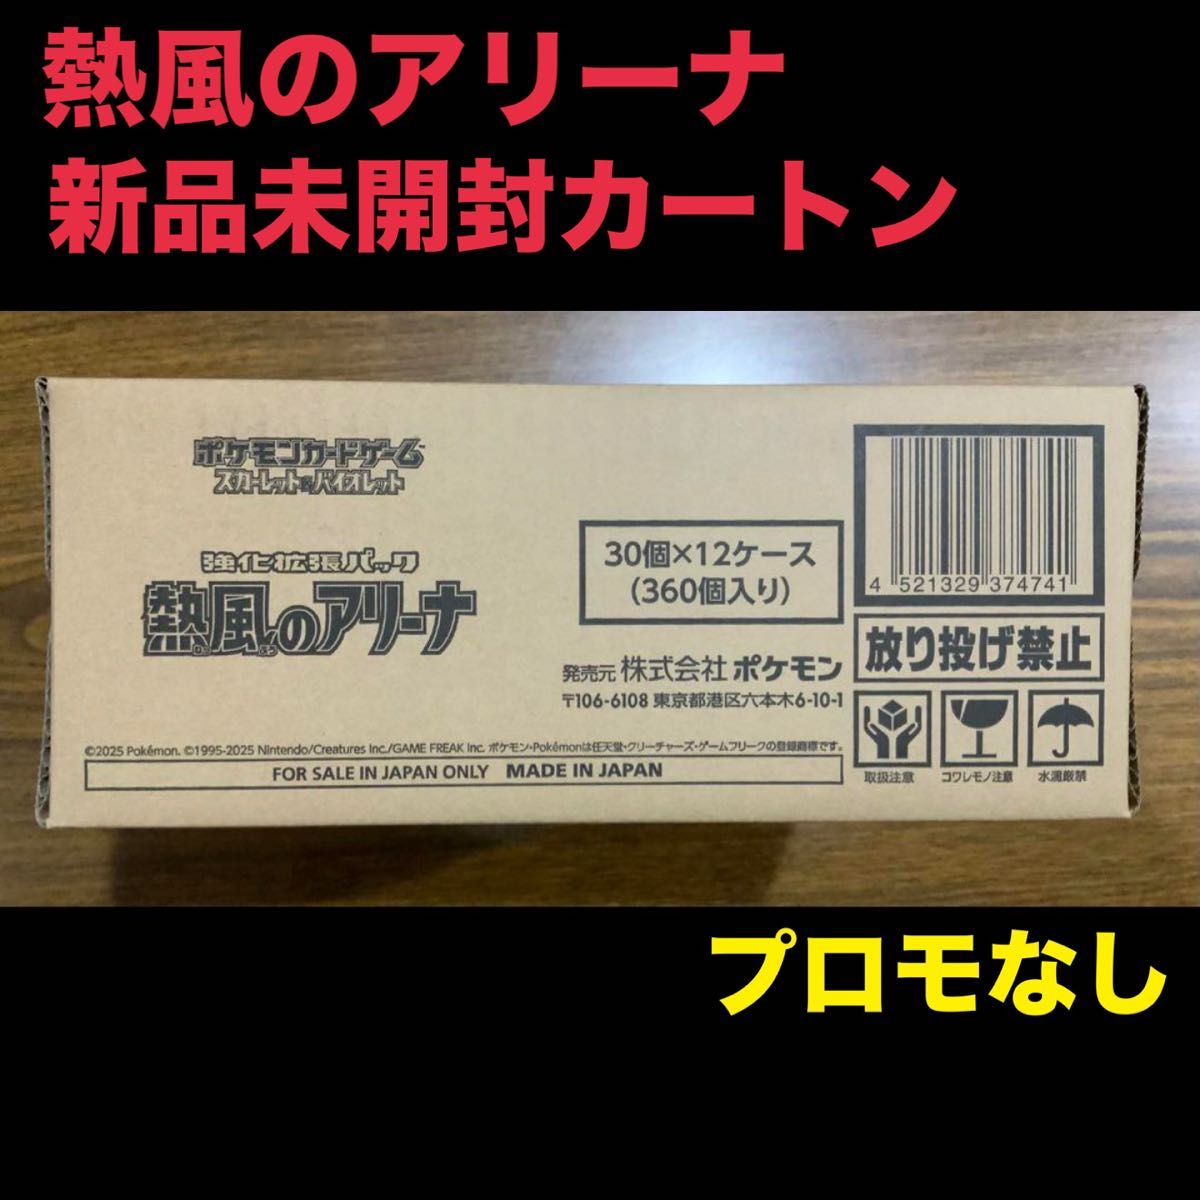 熱風のアリーナ
新品未開封カートン
ポケモンカードゲーム
スカーレット&バイオレット
強化拡張パック
熱風のアリーナ
ねっ ぷう
30個×12ケース
(360個入り)
発売元 株式会社 ポケモン
〒106-6108 東京都港区六本木6-10-1
4 521329 374741
放り投げ禁止
取扱注意 コワレモノ注意 水濡厳禁
©2025 Pokémon. ©1995-2025 Nintendo/Creatures Inc./GAME FREAK Inc. ポケモン・Pokémonは任天堂・クリーチャーズ・ゲームフリークの登録商標です。
FOR SALE IN JAPAN ONLY MADE IN JAPAN
プロモなし